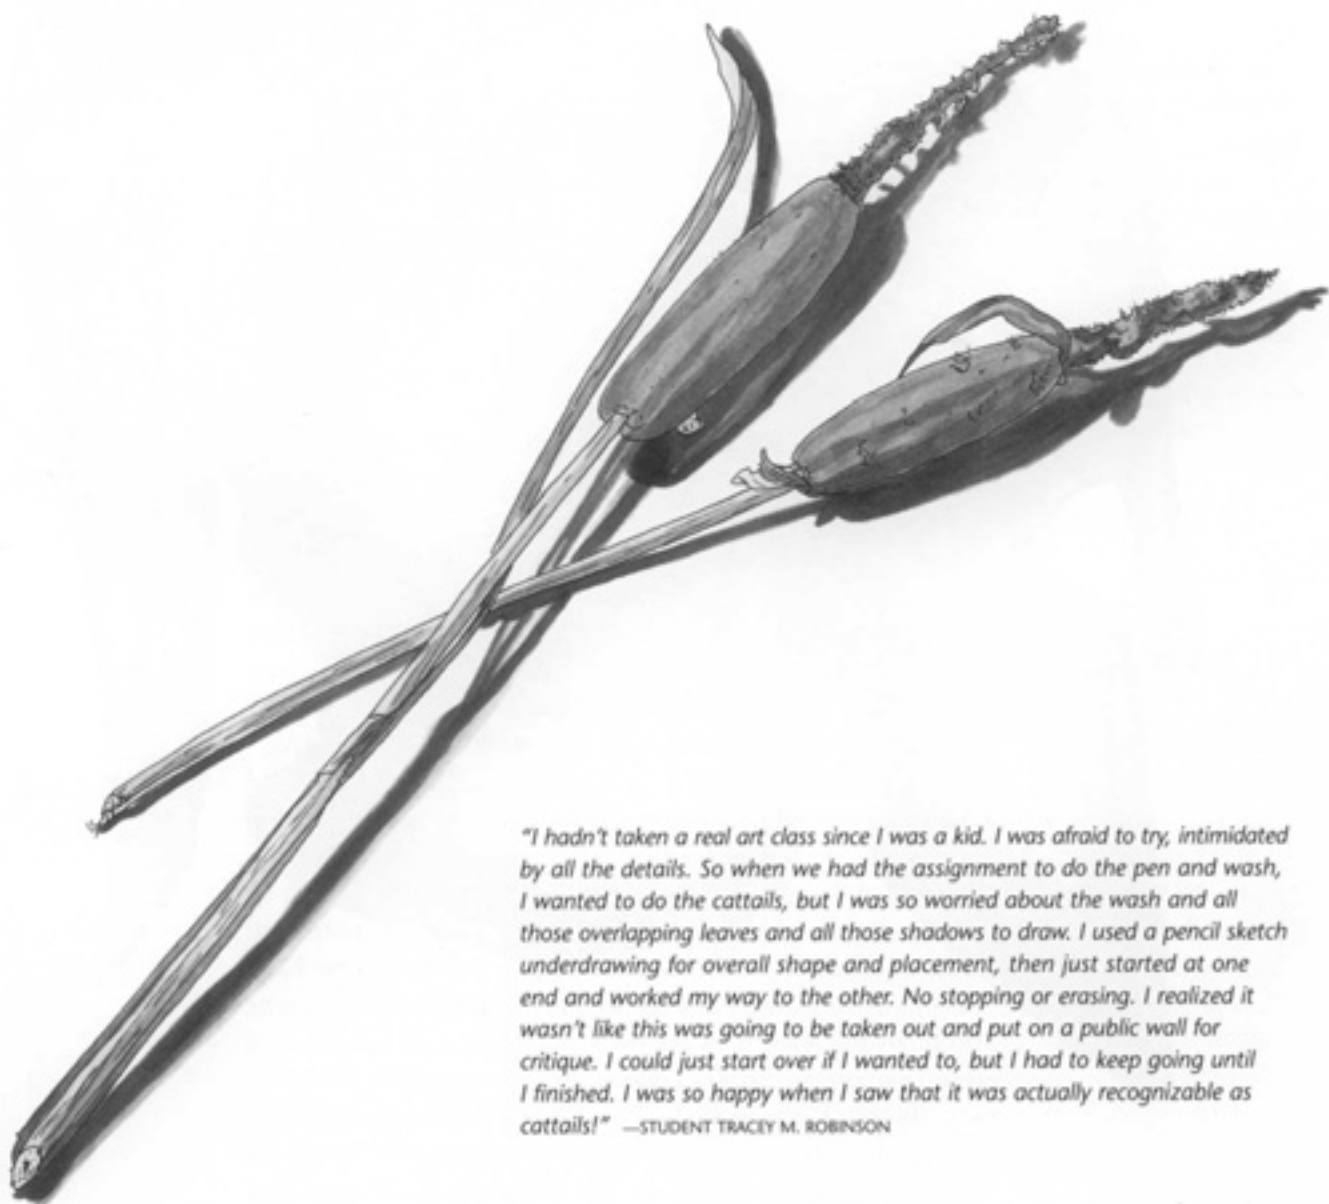 "I hadn't taken a real art class since I was a kid. I was afraid to try, intimidated
by all the details. So when we had the assignment to do the pen and wash,
I wanted to do the cattails, but I was so worried about the wash and all
those overlapping leaves and all those shadows to draw. I used a pencil sketch
underdrawing for overall shape and placement, then just started at one
end and worked my way to the other. No stopping or erasing. I realized it
wasn't like this was going to be taken out and put on a public wall for
critique. I could just start over if I wanted to, but I had to keep going until
I finished. I was so happy when I saw that it was actually recognizable as
cattails!" —STUDENT TRACEY M. ROBINSON